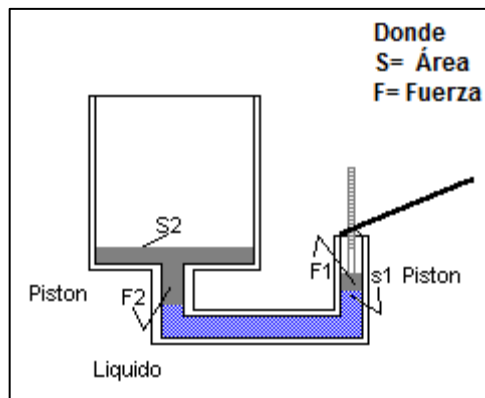 Donde
S= Área
F= Fuerza
S2
F1
s1 Piston
Piston
F2
Liquido